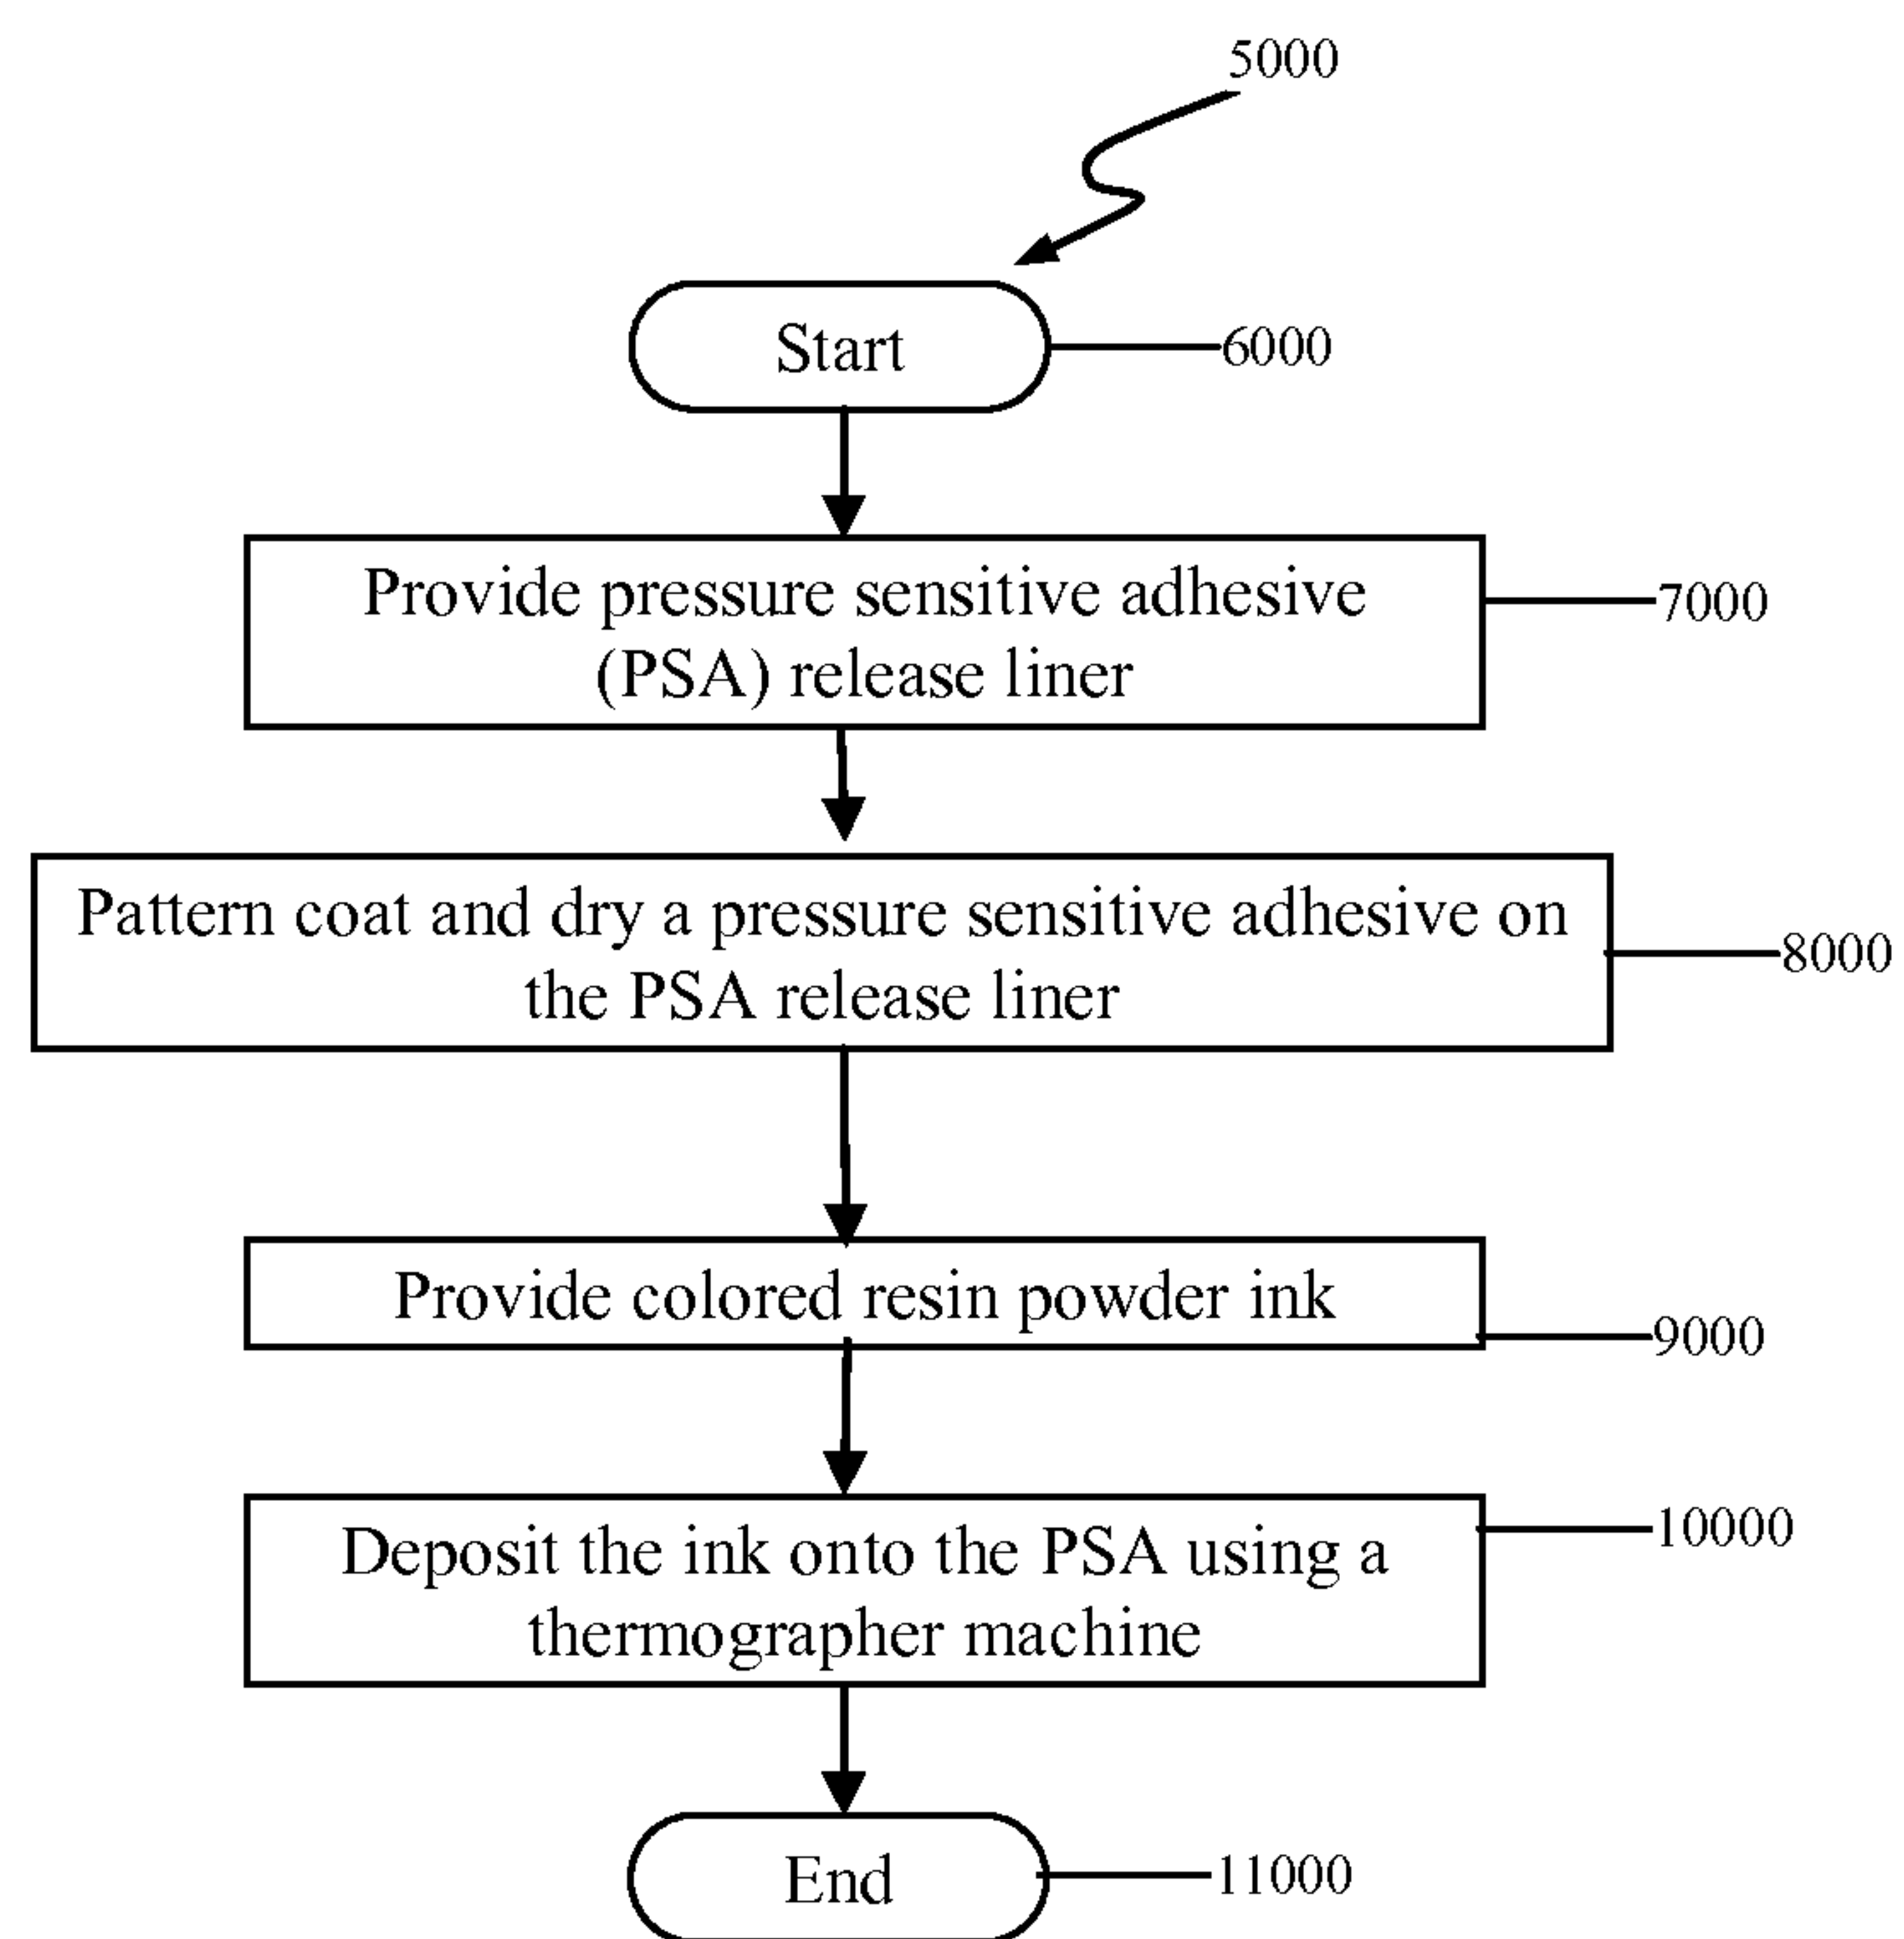 5000
Start
6000
Provide pressure sensitive adhesive
(PSA) release liner
7000
Pattern coat and dry a pressure sensitive adhesive on
the PSA release liner
8000
Provide colored resin powder ink
9000
Deposit the ink onto the PSA using a
thermographer machine
10000
End
11000